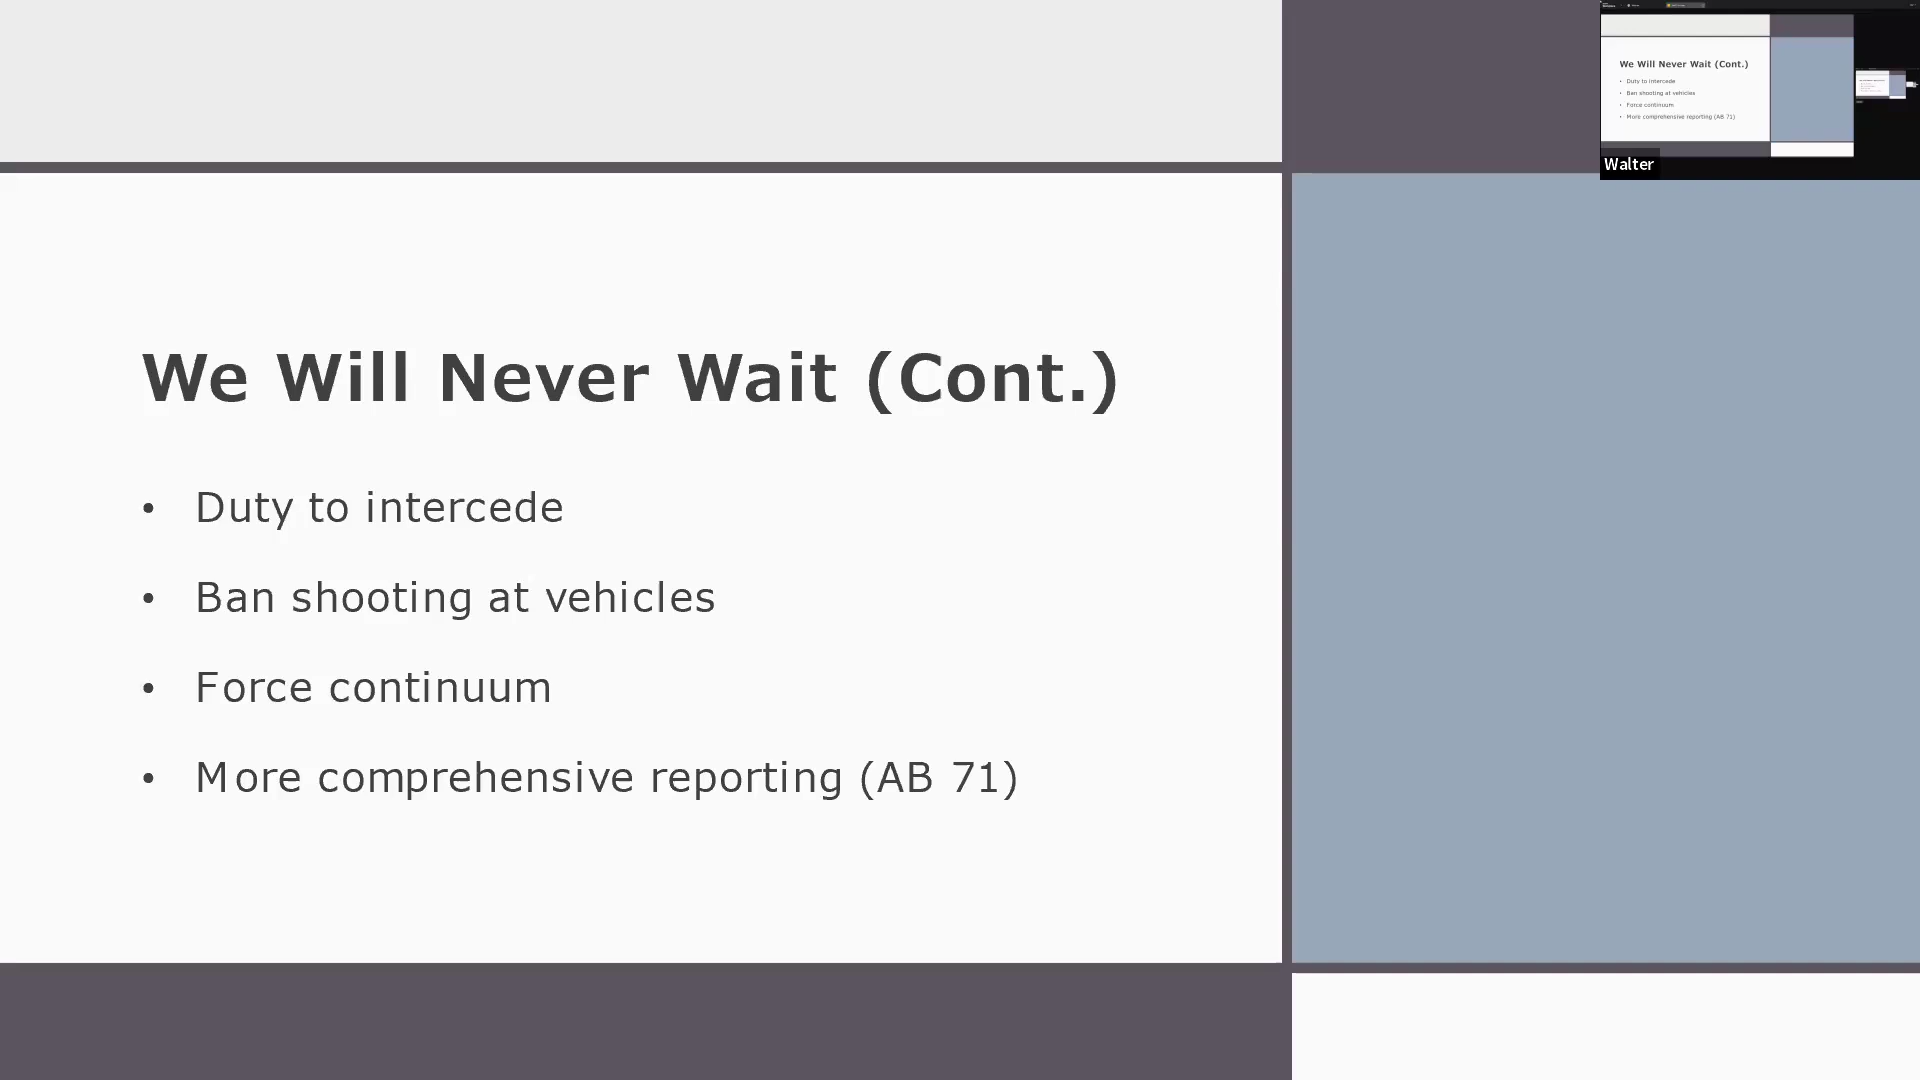 We Will Never Wait (Cont.)
• Duty to intercede
• Ban shooting at vehicles
• Force continuum
• More comprehensive reporting (AB 71)
We Will Never Wait (Cont.)
• Duty to intercede
• Ban shooting at vehicles
• Force continuum
• More comprehensive reporting (AB 71)
Walter